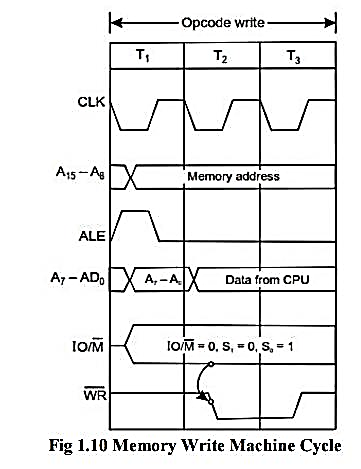 Opcode write
T₁ T₂ T₃
CLK
A₁₅ – A₈ Memory address
ALE
A₇ – AD₀ A₇ – A₀ Data from CPU
IO/M̅ IO/M̅ = 0, S₁ = 0, S₀ = 1
W̅R̅
Fig 1.10 Memory Write Machine Cycle